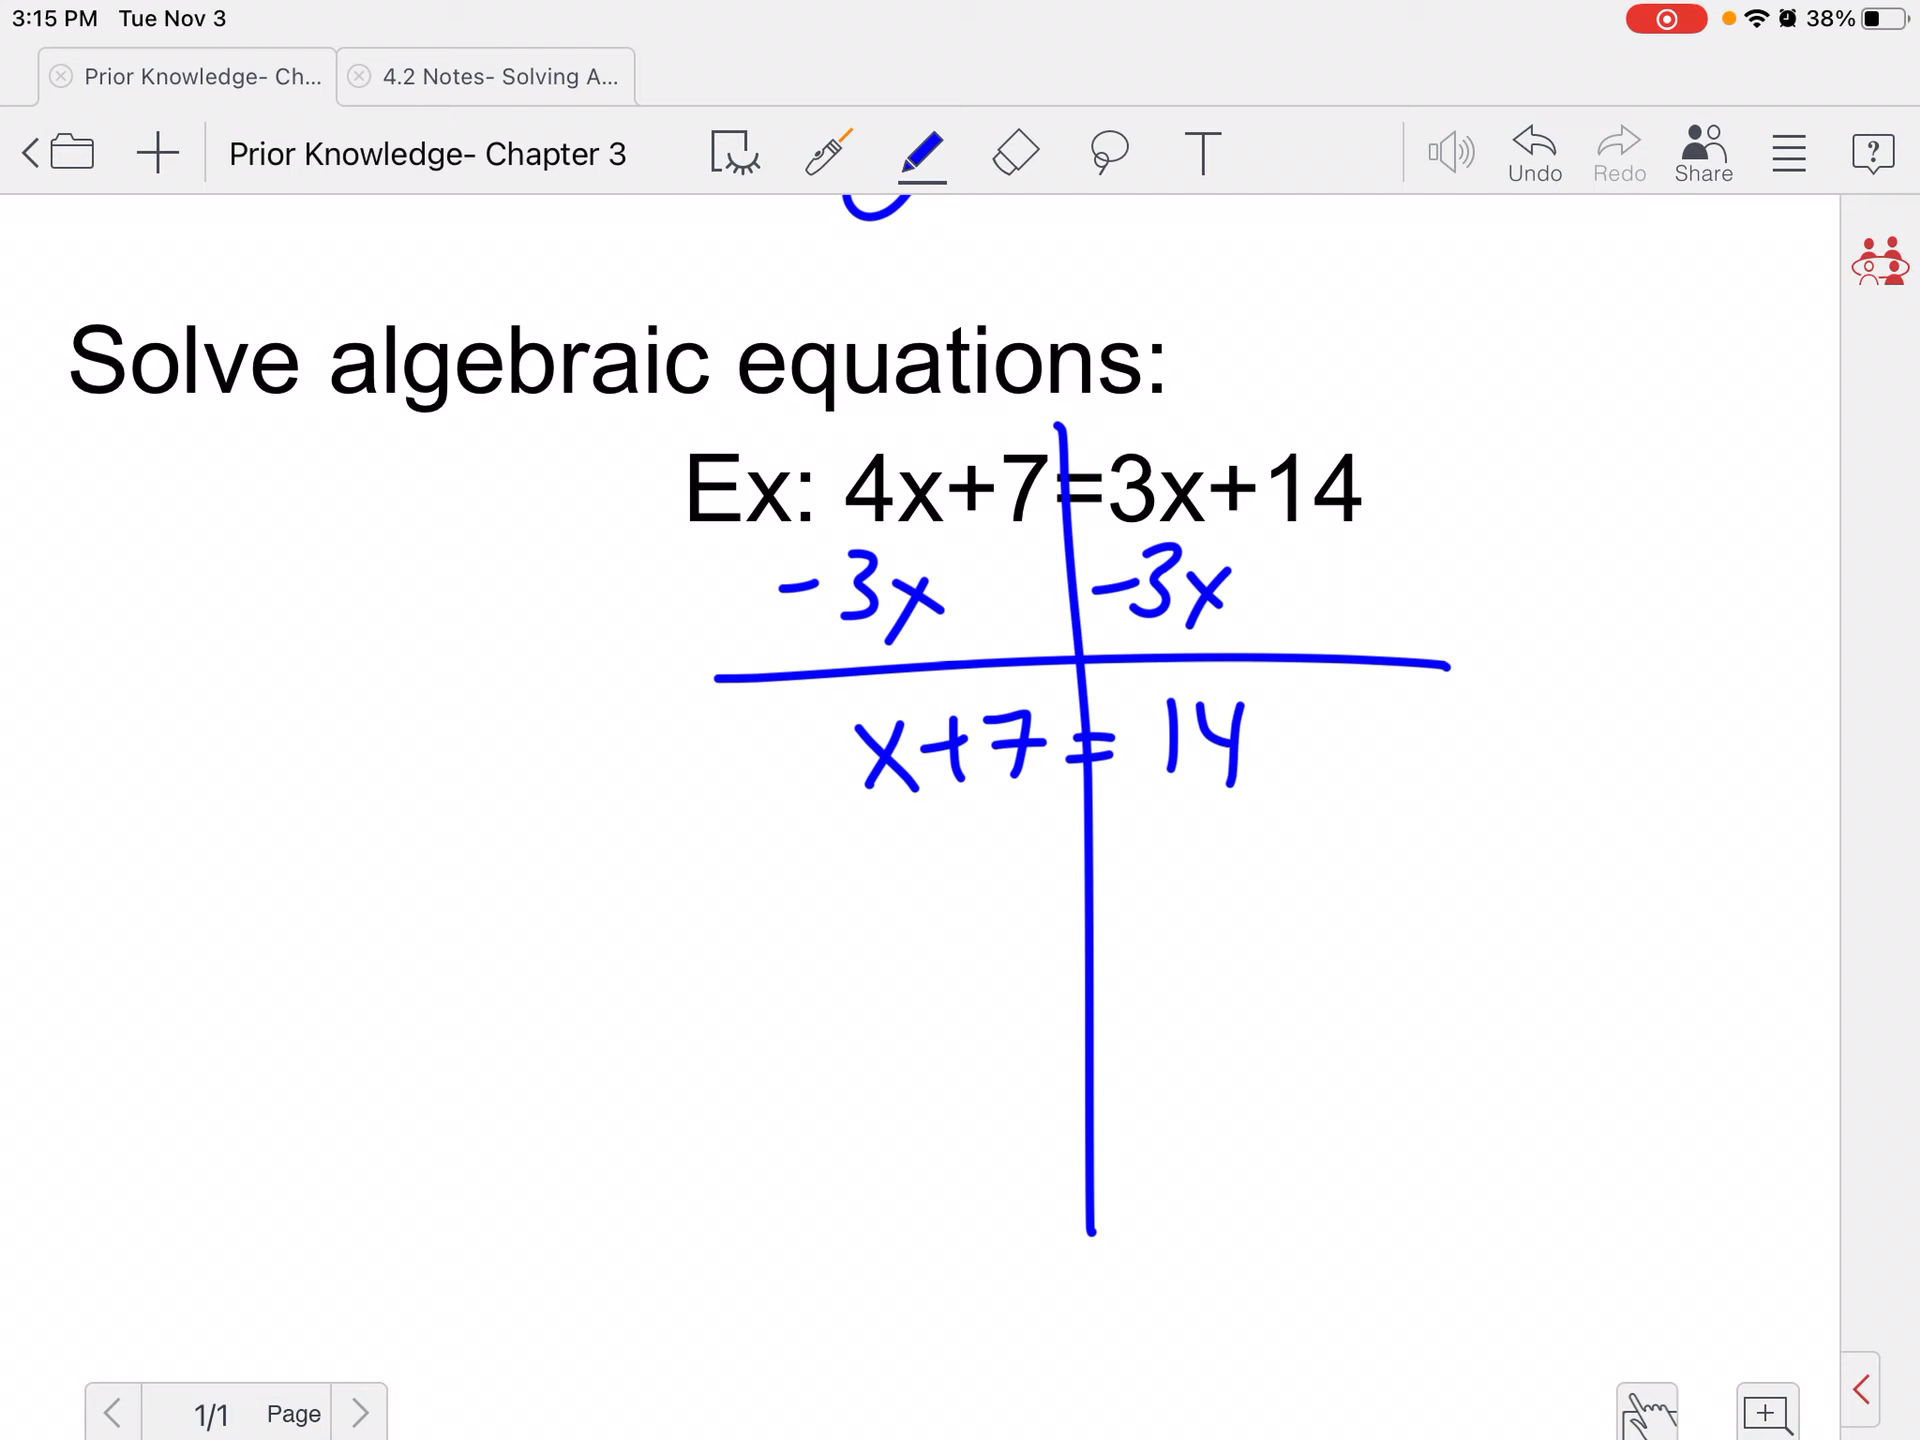 3:15 PM Tue Nov 3 38%
Prior Knowledge- Ch... 4.2 Notes- Solving A...
Prior Knowledge- Chapter 3 T Undo Redo Share ?
Solve algebraic equations:
Ex: 4x+7=3x+14
-3x -3x
x+7 = 14
1/1 Page